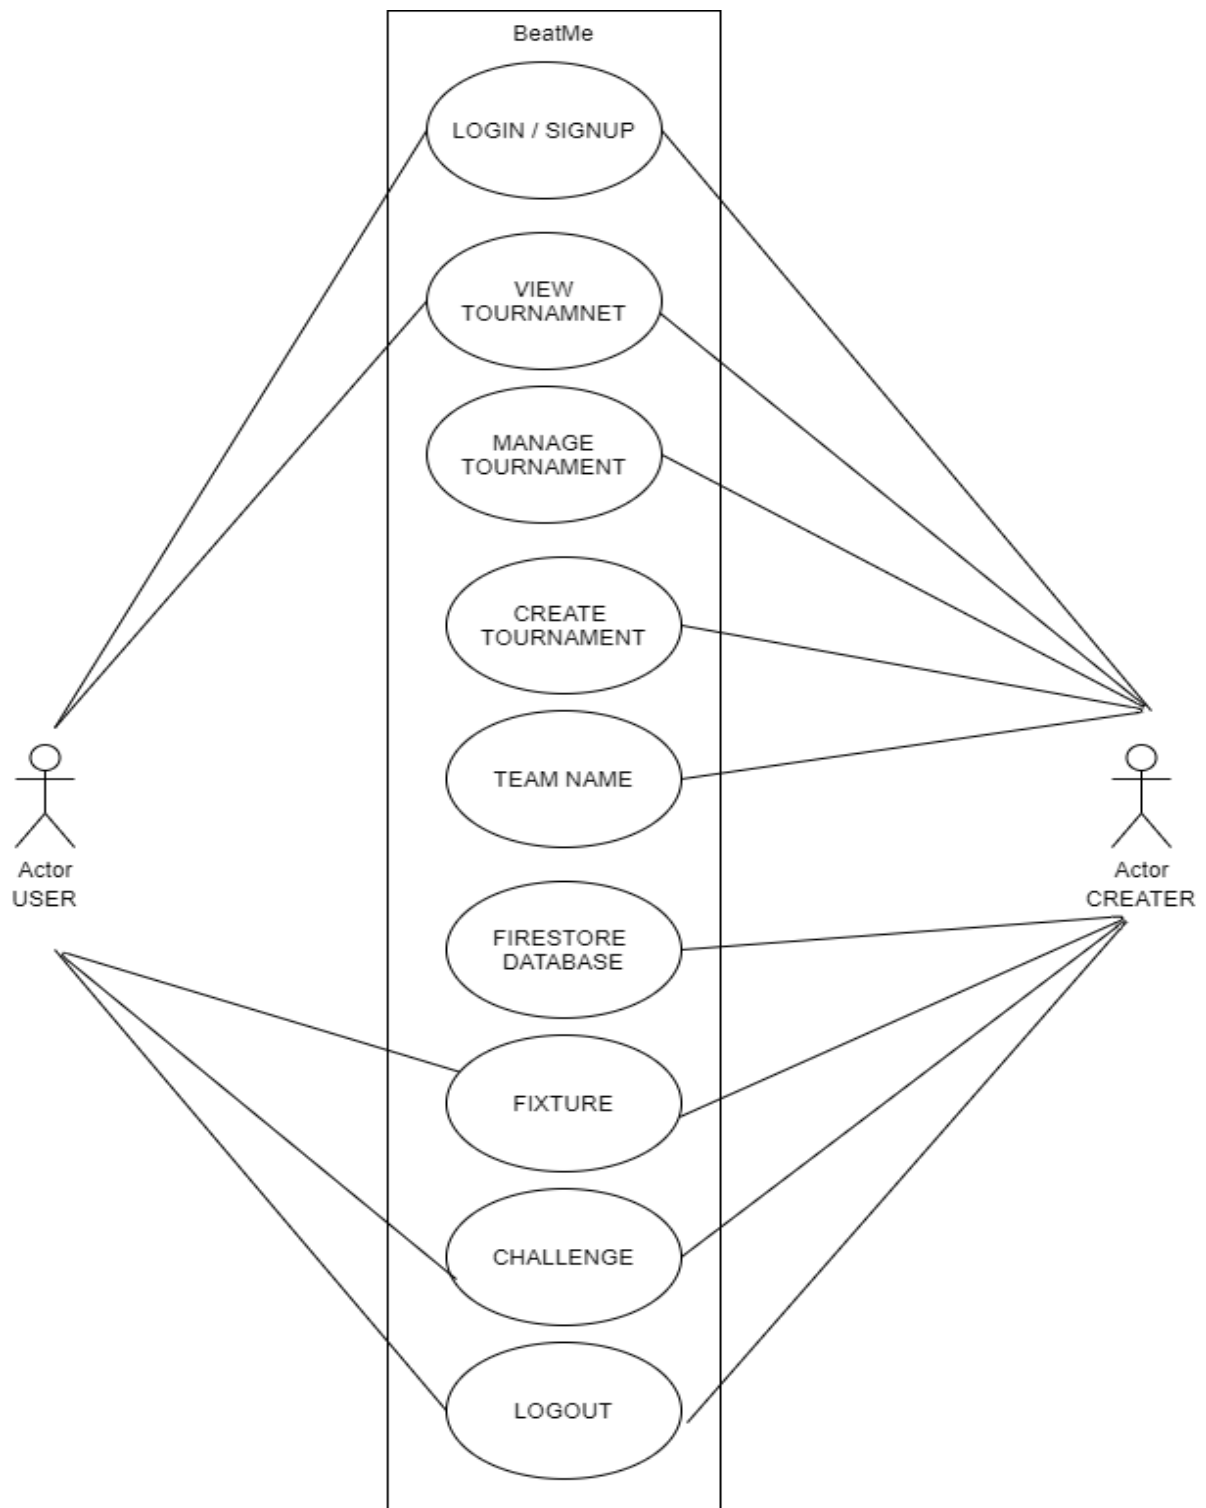 BeatMe
LOGIN / SIGNUP
VIEW
TOURNAMNET
MANAGE
TOURNAMENT
CREATE
TOURNAMENT
TEAM NAME
Actor
USER
Actor
CREATER
FIRESTORE
DATABASE
FIXTURE
CHALLENGE
LOGOUT